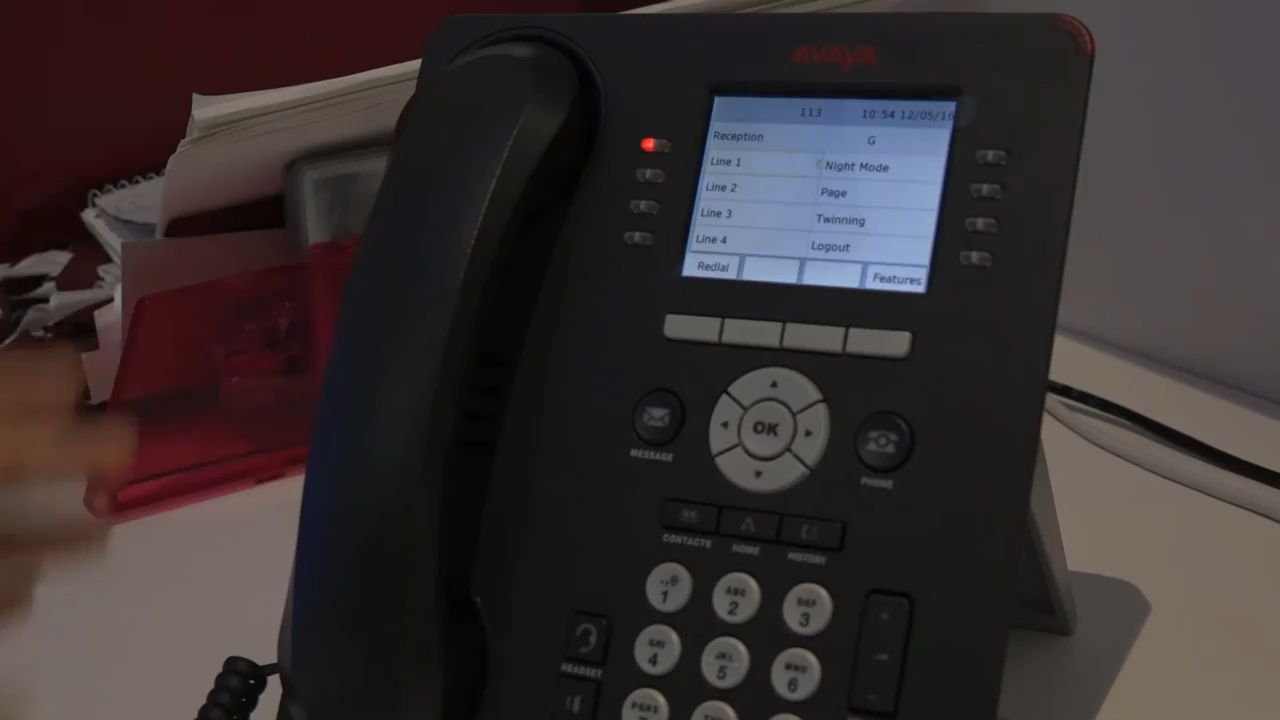 AVAYA
113 10:54 12/05/16
Reception G
Line 1 Night Mode
Line 2 Page
Line 3 Twinning
Line 4 Logout
Redial Features
OK
MESSAGE
PHONE
CONTACTS HOME HISTORY
.,@ ABC DEF
1 2 3
GHI JKL MNO
4 5 6
HEADSET
PQRS